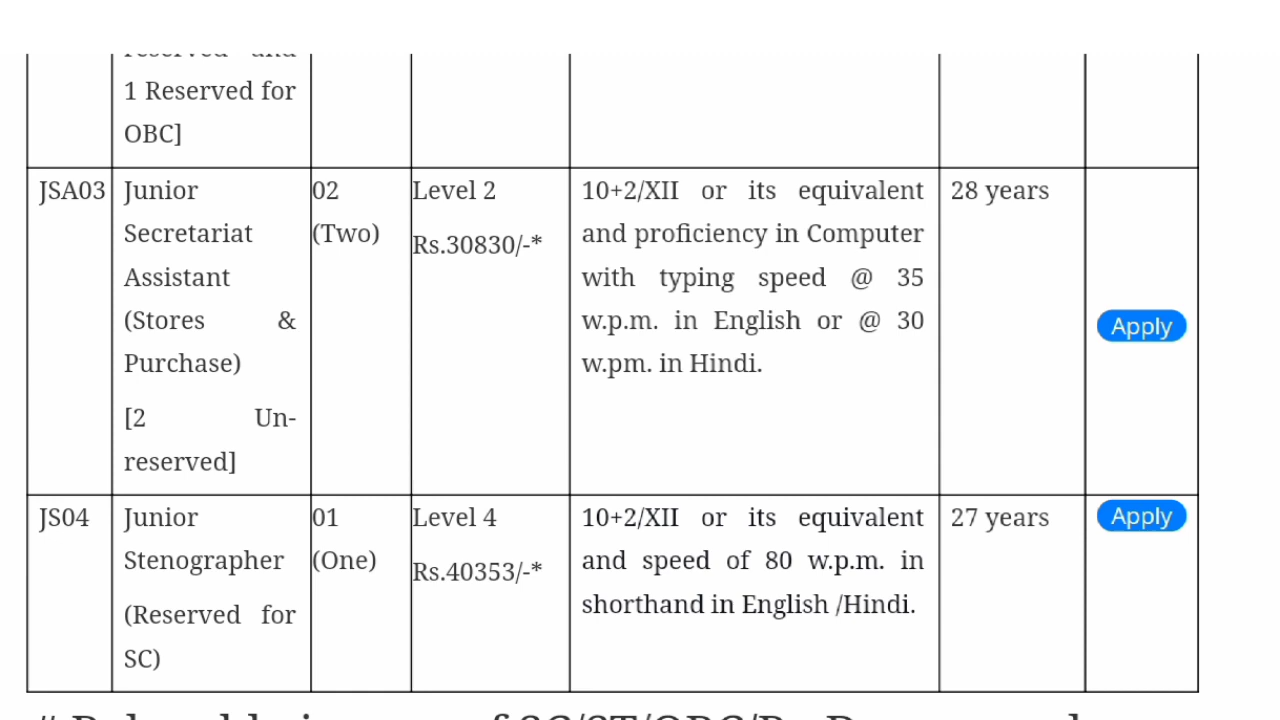 reserved and
1 Reserved for
OBC]
JSA03
Junior
Secretariat
Assistant
(Stores &
Purchase)
[2 Un-
reserved]
02
(Two)
Level 2
Rs.30830/-*
10+2/XII or its equivalent
and proficiency in Computer
with typing speed @ 35
w.p.m. in English or @ 30
w.pm. in Hindi.
28 years
Apply
JS04
Junior
Stenographer
(Reserved for
SC)
01
(One)
Level 4
Rs.40353/-*
10+2/XII or its equivalent
and speed of 80 w.p.m. in
shorthand in English /Hindi.
27 years
Apply